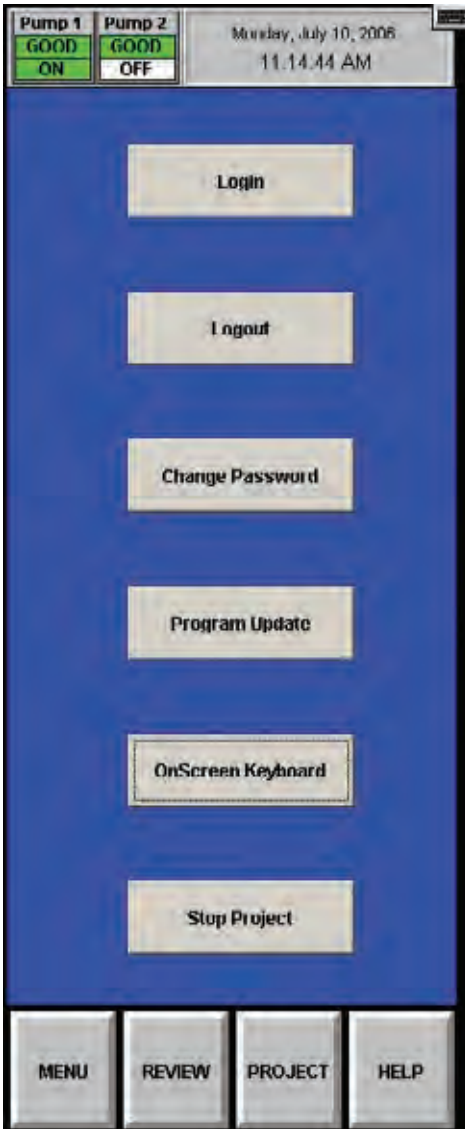 Pump 1 Pump 2
GOOD GOOD
ON OFF
Monday, July 10, 2006
11:14:44 AM
Login
Logout
Change Password
Program Update
OnScreen Keyboard
Stop Project
MENU REVIEW PROJECT HELP